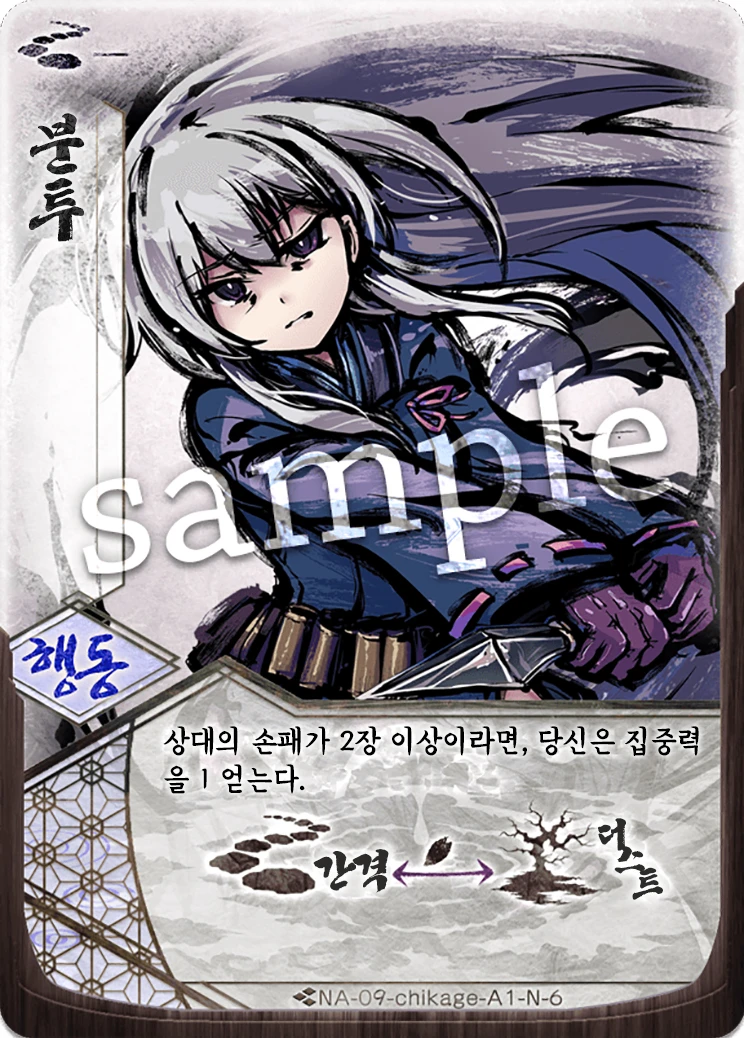 분투
sample
행동
상대의 손패가 2장 이상이라면, 당신은 집중력
을 1 얻는다.
간격
더스트
NA-09-chikage-A1-N-6